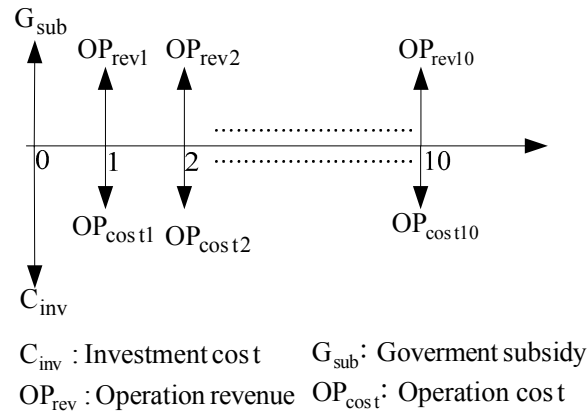 G_sub
OP_rev1 OP_rev2 OP_rev10
0 1 2 10
OP_cost1 OP_cost2 OP_cost10
C_inv
C_inv : Investment cost G_sub: Goverment subsidy
OP_rev : Operation revenue OP_cost: Operation cost